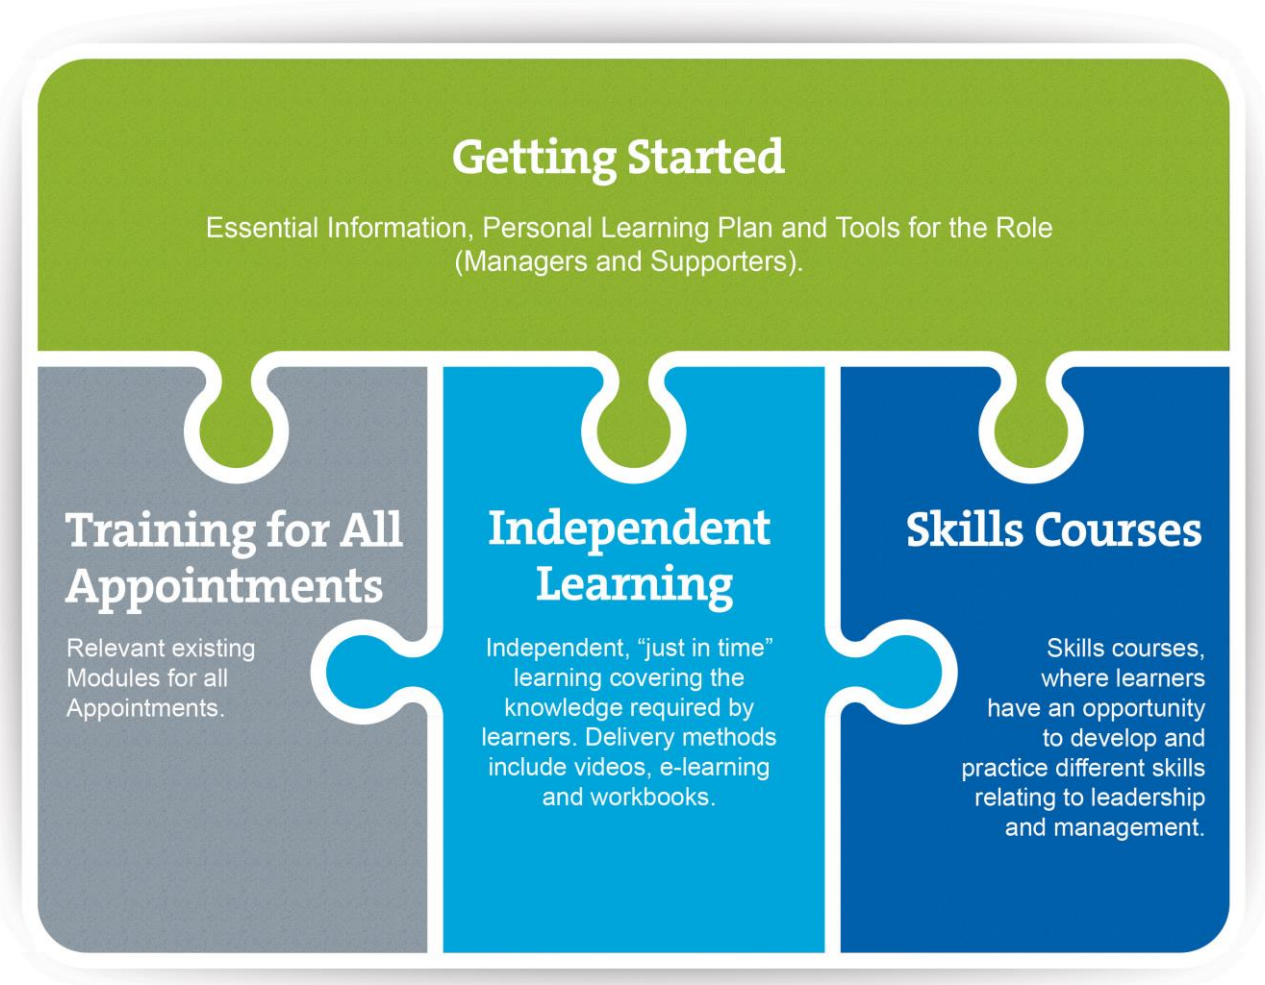 Getting Started
Essential Information, Personal Learning Plan and Tools for the Role
(Managers and Supporters).
Training for All
Appointments
Relevant existing
Modules for all
Appointments.
Independent
Learning
Independent, “just in time”
learning covering the
knowledge required by
learners. Delivery methods
include videos, e-learning
and workbooks.
Skills Courses
Skills courses,
where learners
have an opportunity
to develop and
practice different skills
relating to leadership
and management.